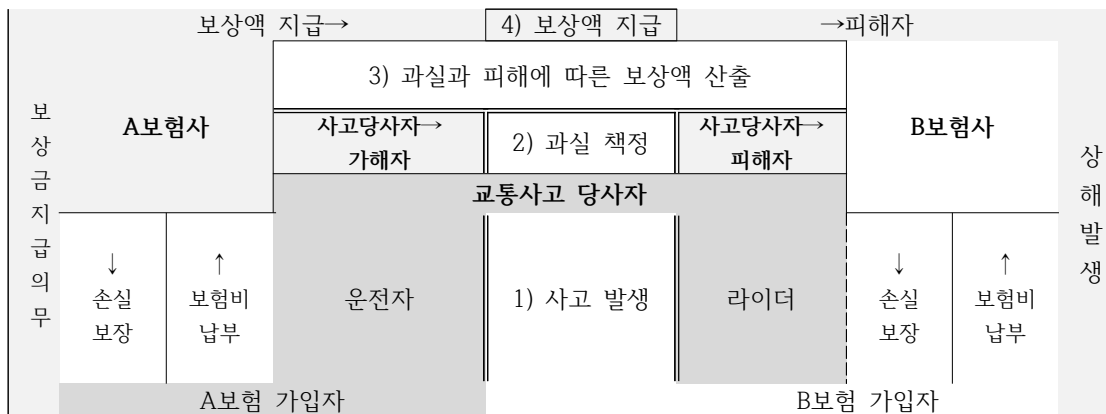 보상액 지급→ 4) 보상액 지급 →피해자
3) 과실과 피해에 따른 보상액 산출
보상금지급의무
A보험사
사고당사자→
가해자
2) 과실 책정
사고당사자→
피해자
B보험사
상해발생
교통사고 당사자
↓
손실
보장
↑
보험비
납부
운전자
1) 사고 발생
라이더
↓
손실
보장
↑
보험비
납부
A보험 가입자
B보험 가입자